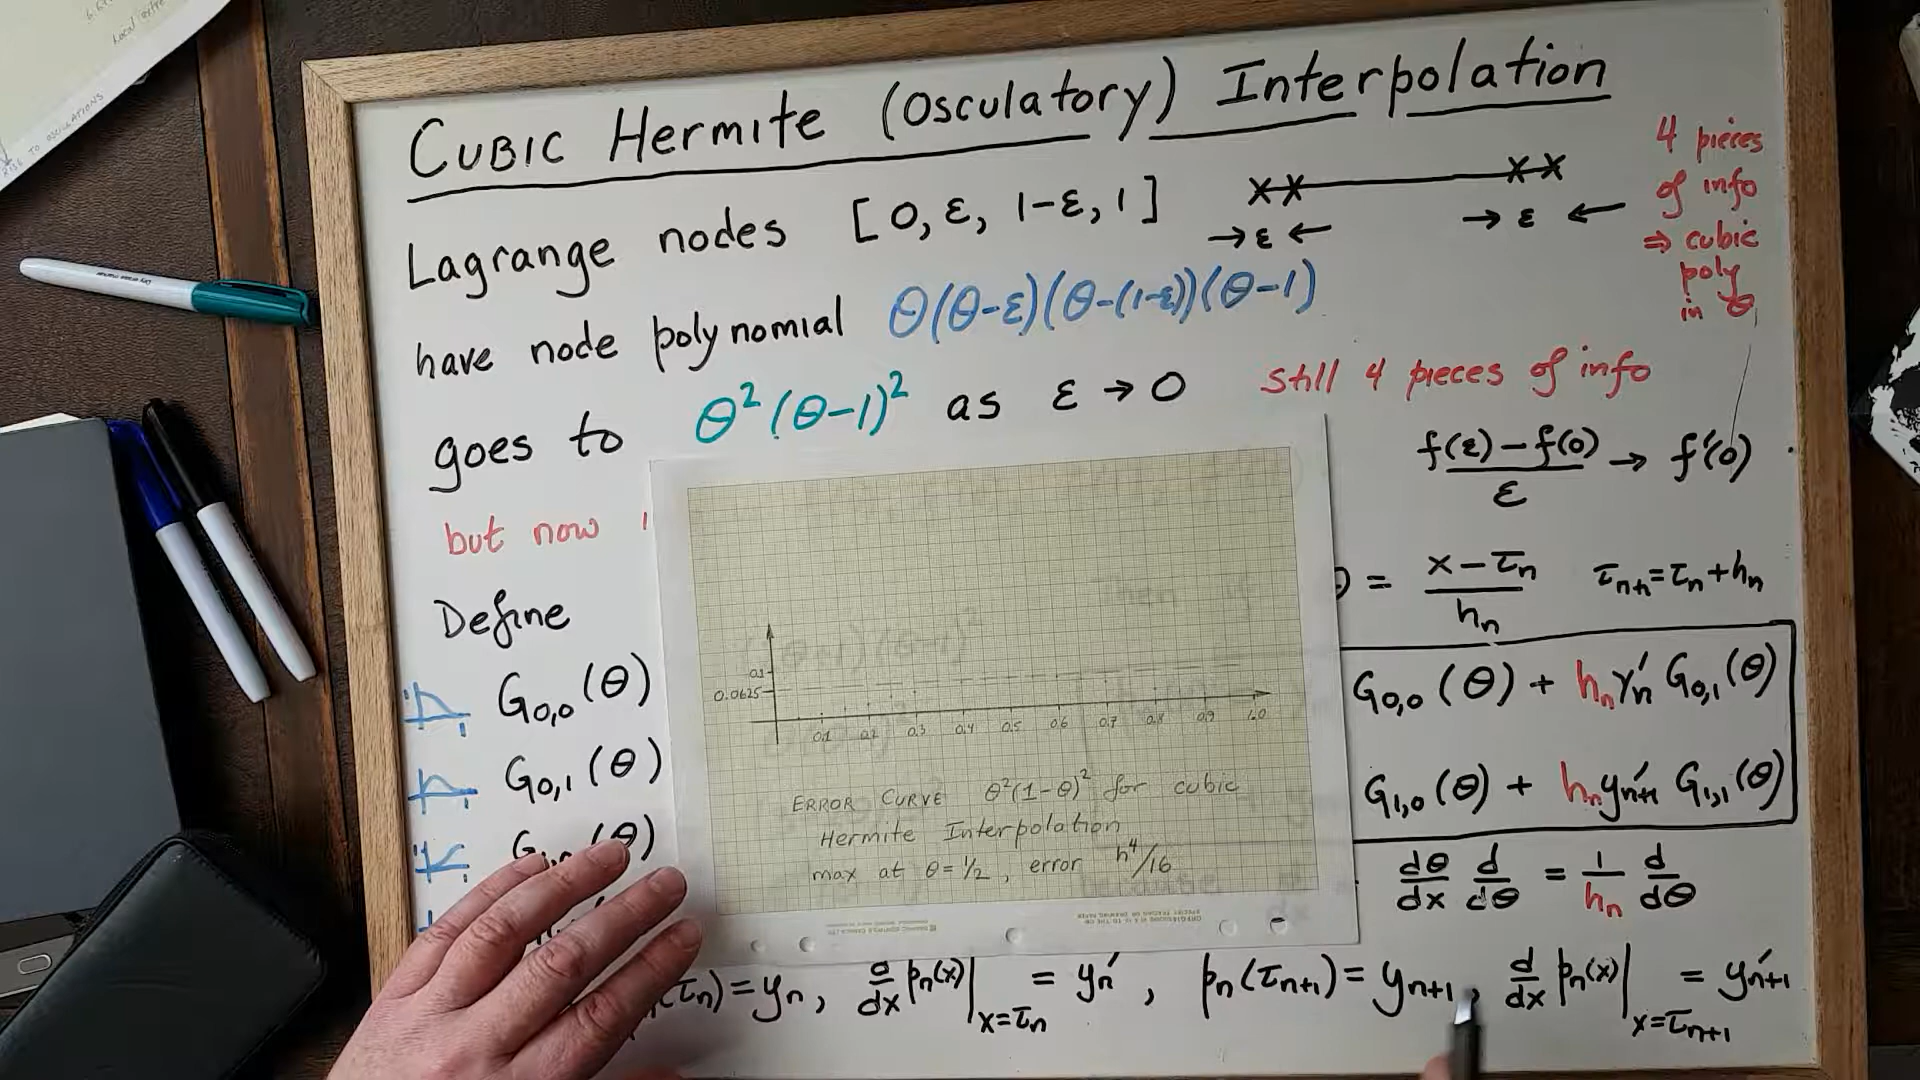 Cubic Hermite (Osculatory) Interpolation
Lagrange nodes [0, ε, 1-ε, 1]
x x x x
→ ε ← → ε ←
4 pieces
of info
⇒ cubic
poly
in θ
have node polynomial θ(θ-ε)(θ-(1-ε))(θ-1)
goes to θ²(θ-1)² as ε → 0
still 4 pieces of info
(f(ε) - f(0))/ε → f'(0)
but now
Define
= (x - τn)/hn τn+1 = τn + hn
G0,0(θ)
G0,1(θ)
G0,0(θ) + hn y'n G0,1(θ)
G1,0(θ) + hn y'n+1 G1,1(θ)
0.1
0.0625
0.1 0.2 0.3 0.4 0.5 0.6 0.7 0.8 0.9 1.0
ERROR CURVE θ²(1-θ)² for cubic
Hermite Interpolation
max at θ = 1/2, error h⁴/16
dθ/dx d/dθ = 1/hn d/dθ
(τn) = yn, d/dx pn(x)|x=τn = y'n, pn(τn+1) = yn+1, d/dx pn(x)|x=τn+1 = y'n+1